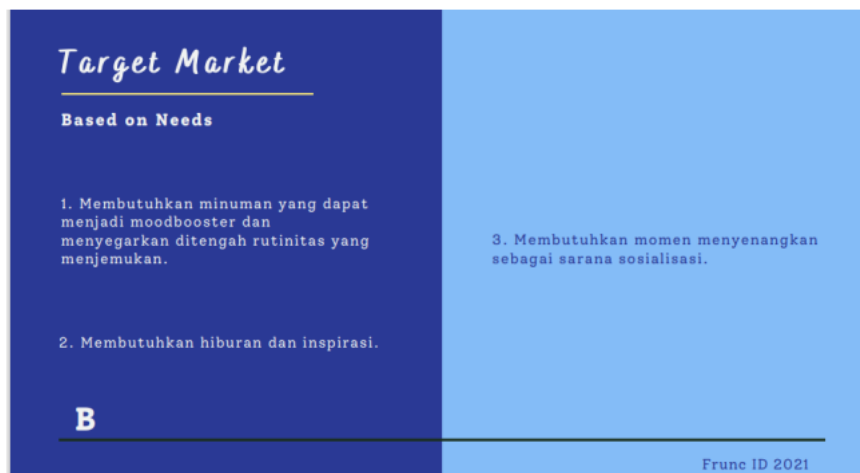 Target Market
Based on Needs
1. Membutuhkan minuman yang dapat
menjadi moodbooster dan
menyegarkan ditengah rutinitas yang
menjemukan.
2. Membutuhkan hiburan dan inspirasi.
B
3. Membutuhkan momen menyenangkan
sebagai sarana sosialisasi.
Frunc ID 2021